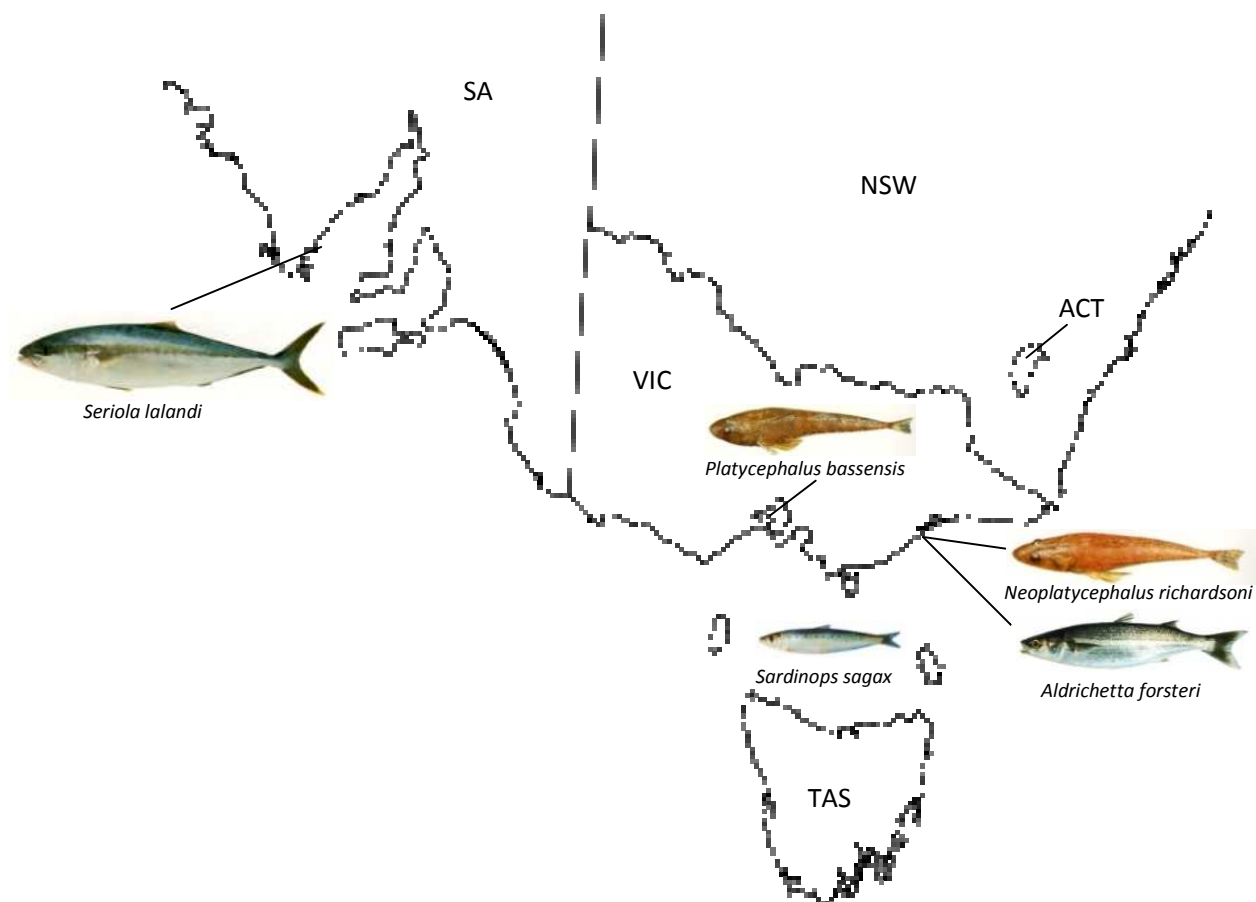 SA
NSW
ACT
VIC
Seriola lalandi
Platycephalus bassensis
Neoplatycephalus richardsoni
Sardinops sagax
Aldrichetta forsteri
TAS